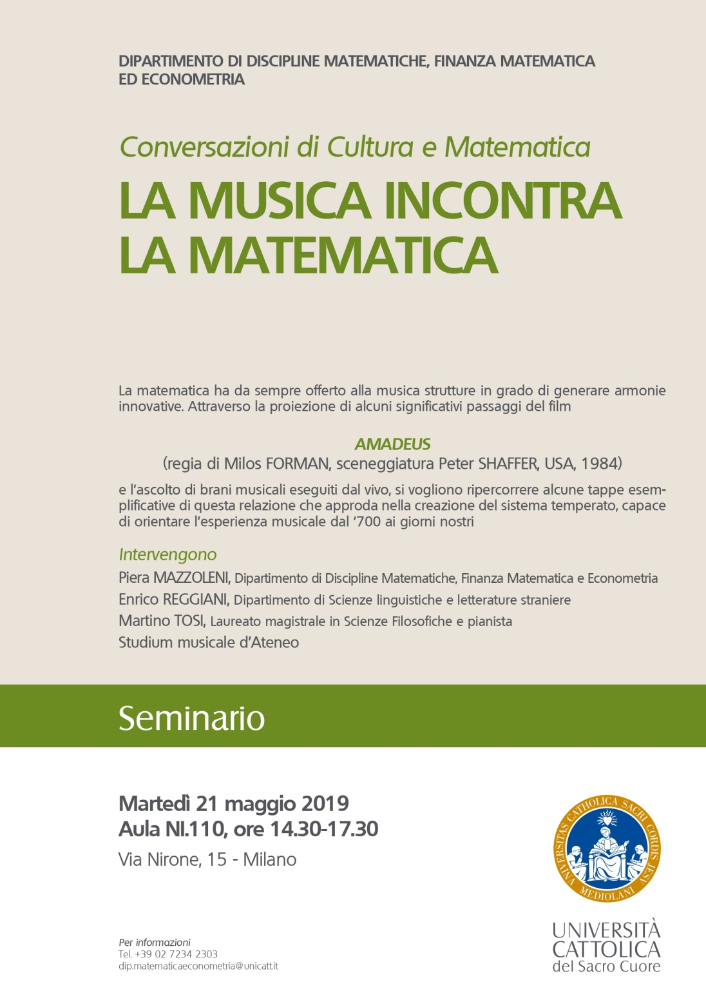 DIPARTIMENTO DI DISCIPLINE MATEMATICHE, FINANZA MATEMATICA
ED ECONOMETRIA
Conversazioni di Cultura e Matematica
LA MUSICA INCONTRA
LA MATEMATICA
La matematica ha da sempre offerto alla musica strutture in grado di generare armonie
innovative. Attraverso la proiezione di alcuni significativi passaggi del film
AMADEUS
(regia di Milos FORMAN, sceneggiatura Peter SHAFFER, USA, 1984)
e l’ascolto di brani musicali eseguiti dal vivo, si vogliono ripercorrere alcune tappe esem-
plificative di questa relazione che approda nella creazione del sistema temperato, capace
di orientare l’esperienza musicale dal ‘700 ai giorni nostri
Intervengono
Piera MAZZOLENI, Dipartimento di Discipline Matematiche, Finanza Matematica e Econometria
Enrico REGGIANI, Dipartimento di Scienze linguistiche e letterature straniere
Martino TOSI, Laureato magistrale in Scienze Filosofiche e pianista
Studium musicale d’Ateneo
Seminario
Martedì 21 maggio 2019
Aula NI.110, ore 14.30-17.30
Via Nirone, 15 - Milano
Per informazioni
Tel. +39 02 7234 2303
dip.matematicaeconometria@unicatt.it
UNIVERSITAS CATHOLICA SACRI CORDIS JESV
MEDIOLANI
UNIVERSITÀ
CATTOLICA
del Sacro Cuore